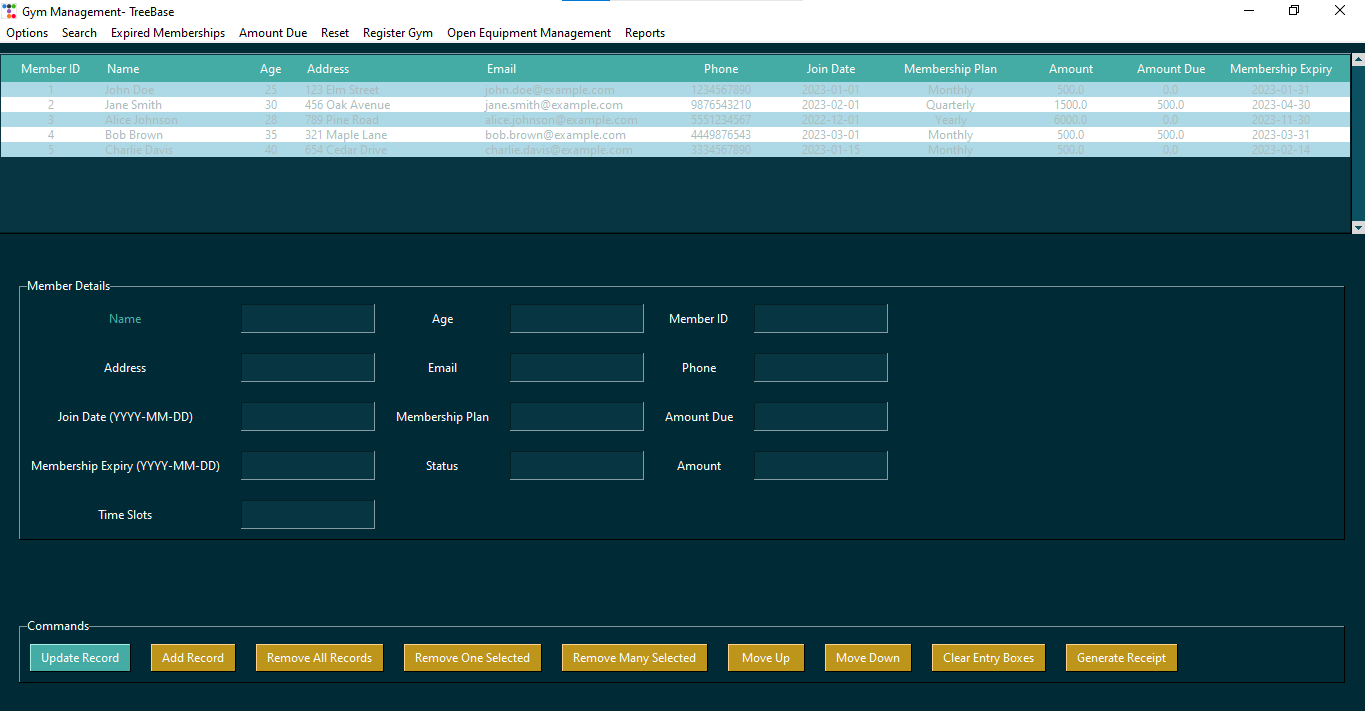 Gym Management- TreeBase
Options Search Expired Memberships Amount Due Reset Register Gym Open Equipment Management Reports
Member ID Name Age Address Email Phone Join Date Membership Plan Amount Amount Due Membership Expiry
1 John Doe 25 123 Elm Street john.doe@example.com 1234567890 2023-01-01 Monthly 500.0 0.0 2023-01-31
2 Jane Smith 30 456 Oak Avenue jane.smith@example.com 9876543210 2023-02-01 Quarterly 1500.0 500.0 2023-04-30
3 Alice Johnson 28 789 Pine Road alice.johnson@example.com 5551234567 2022-12-01 Yearly 6000.0 0.0 2023-11-30
4 Bob Brown 35 321 Maple Lane bob.brown@example.com 4449876543 2023-03-01 Monthly 500.0 500.0 2023-03-31
5 Charlie Davis 40 654 Cedar Drive charlie.davis@example.com 3334567890 2023-01-15 Monthly 500.0 0.0 2023-02-14
Member Details
Name Age Member ID
Address Email Phone
Join Date (YYYY-MM-DD) Membership Plan Amount Due
Membership Expiry (YYYY-MM-DD) Status Amount
Time Slots
Commands
Update Record Add Record Remove All Records Remove One Selected Remove Many Selected Move Up Move Down Clear Entry Boxes Generate Receipt